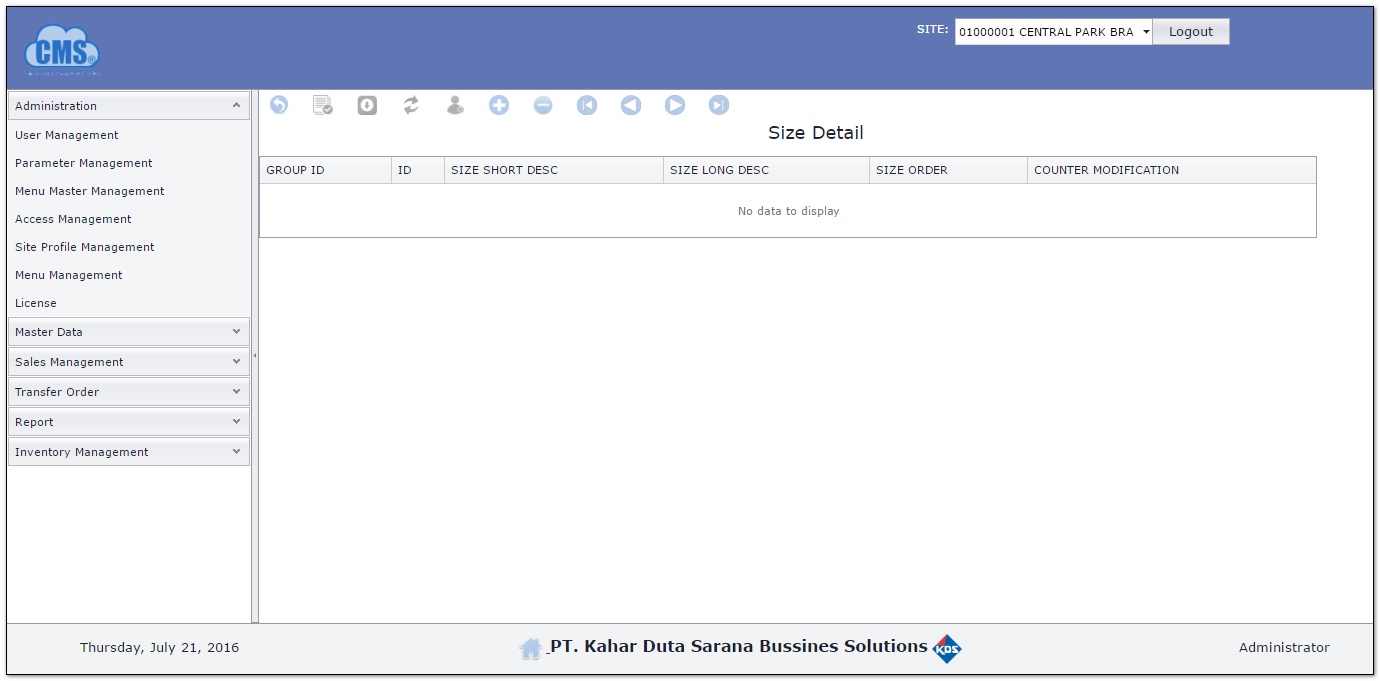 CMS
SITE: 01000001 CENTRAL PARK BRA Logout
Administration
User Management
Parameter Management
Menu Master Management
Access Management
Site Profile Management
Menu Management
License
Master Data
Sales Management
Transfer Order
Report
Inventory Management
Size Detail
GROUP ID ID SIZE SHORT DESC SIZE LONG DESC SIZE ORDER COUNTER MODIFICATION
No data to display
Thursday, July 21, 2016 PT. Kahar Duta Sarana Bussines Solutions KDS Administrator